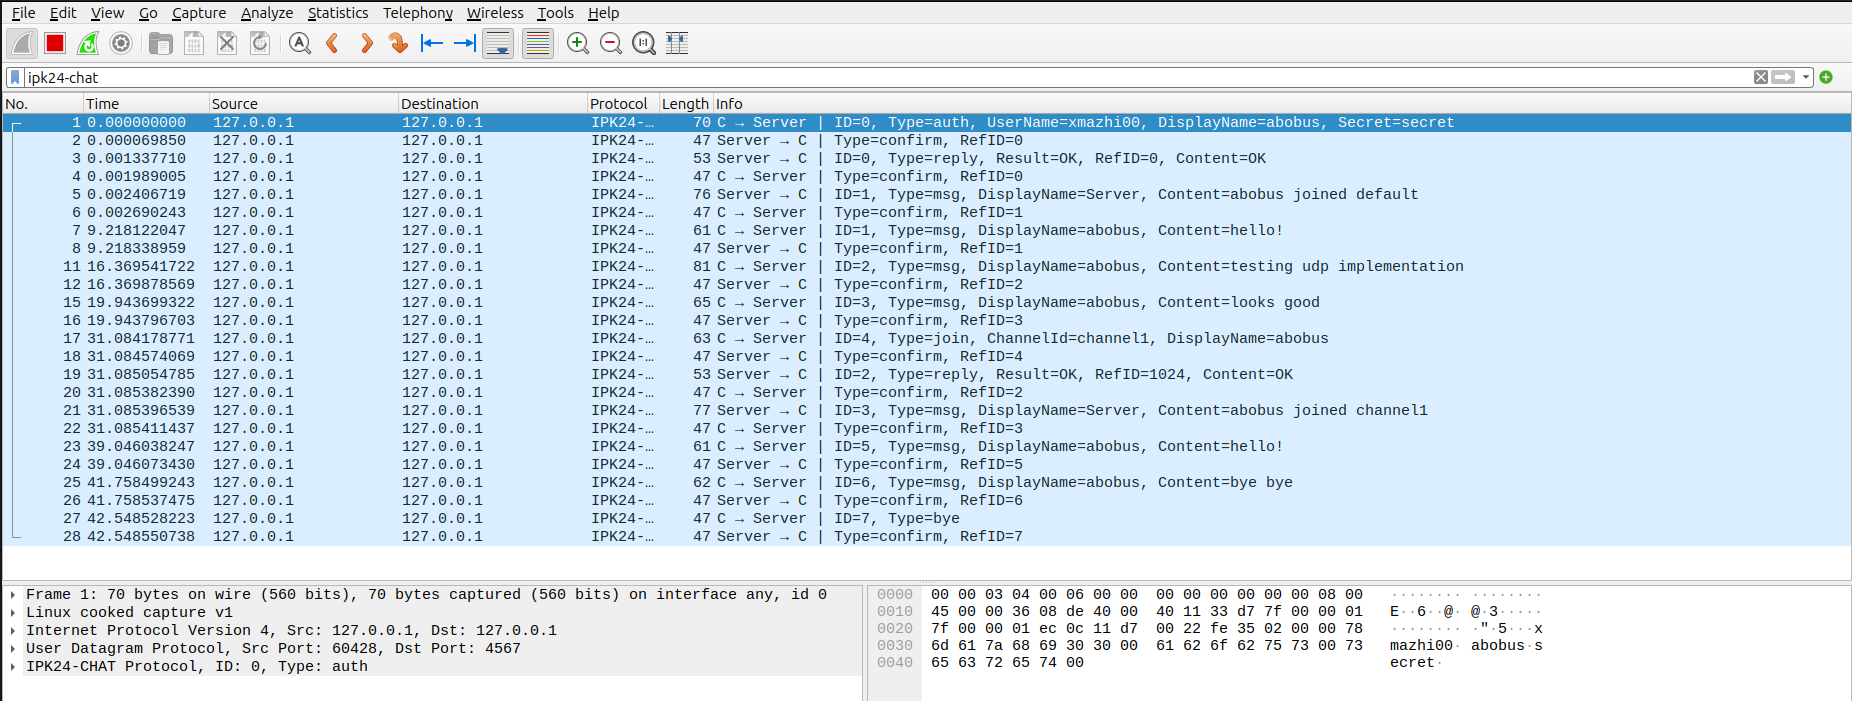 File Edit View Go Capture Analyze Statistics Telephony Wireless Tools Help
ipk24-chat
No. Time Source Destination Protocol Length Info
1 0.000000000 127.0.0.1 127.0.0.1 IPK24-… 70 C → Server | ID=0, Type=auth, UserName=xmazhi00, DisplayName=abobus, Secret=secret
2 0.000069850 127.0.0.1 127.0.0.1 IPK24-… 47 Server → C | Type=confirm, RefID=0
3 0.001337710 127.0.0.1 127.0.0.1 IPK24-… 53 Server → C | ID=0, Type=reply, Result=OK, RefID=0, Content=OK
4 0.001989005 127.0.0.1 127.0.0.1 IPK24-… 47 C → Server | Type=confirm, RefID=0
5 0.002406719 127.0.0.1 127.0.0.1 IPK24-… 76 Server → C | ID=1, Type=msg, DisplayName=Server, Content=abobus joined default
6 0.002690243 127.0.0.1 127.0.0.1 IPK24-… 47 C → Server | Type=confirm, RefID=1
7 9.218122047 127.0.0.1 127.0.0.1 IPK24-… 61 C → Server | ID=1, Type=msg, DisplayName=abobus, Content=hello!
8 9.218338959 127.0.0.1 127.0.0.1 IPK24-… 47 Server → C | Type=confirm, RefID=1
11 16.369541722 127.0.0.1 127.0.0.1 IPK24-… 81 C → Server | ID=2, Type=msg, DisplayName=abobus, Content=testing udp implementation
12 16.369878569 127.0.0.1 127.0.0.1 IPK24-… 47 Server → C | Type=confirm, RefID=2
15 19.943699322 127.0.0.1 127.0.0.1 IPK24-… 65 C → Server | ID=3, Type=msg, DisplayName=abobus, Content=looks good
16 19.943796703 127.0.0.1 127.0.0.1 IPK24-… 47 Server → C | Type=confirm, RefID=3
17 31.084178771 127.0.0.1 127.0.0.1 IPK24-… 63 C → Server | ID=4, Type=join, ChannelId=channel1, DisplayName=abobus
18 31.084574069 127.0.0.1 127.0.0.1 IPK24-… 47 Server → C | Type=confirm, RefID=4
19 31.085054785 127.0.0.1 127.0.0.1 IPK24-… 53 Server → C | ID=2, Type=reply, Result=OK, RefID=1024, Content=OK
20 31.085382390 127.0.0.1 127.0.0.1 IPK24-… 47 C → Server | Type=confirm, RefID=2
21 31.085396539 127.0.0.1 127.0.0.1 IPK24-… 77 Server → C | ID=3, Type=msg, DisplayName=Server, Content=abobus joined channel1
22 31.085411437 127.0.0.1 127.0.0.1 IPK24-… 47 C → Server | Type=confirm, RefID=3
23 39.046038247 127.0.0.1 127.0.0.1 IPK24-… 61 C → Server | ID=5, Type=msg, DisplayName=abobus, Content=hello!
24 39.046073430 127.0.0.1 127.0.0.1 IPK24-… 47 Server → C | Type=confirm, RefID=5
25 41.758499243 127.0.0.1 127.0.0.1 IPK24-… 62 C → Server | ID=6, Type=msg, DisplayName=abobus, Content=bye bye
26 41.758537475 127.0.0.1 127.0.0.1 IPK24-… 47 Server → C | Type=confirm, RefID=6
27 42.548528223 127.0.0.1 127.0.0.1 IPK24-… 47 C → Server | ID=7, Type=bye
28 42.548550738 127.0.0.1 127.0.0.1 IPK24-… 47 Server → C | Type=confirm, RefID=7
Frame 1: 70 bytes on wire (560 bits), 70 bytes captured (560 bits) on interface any, id 0
Linux cooked capture v1
Internet Protocol Version 4, Src: 127.0.0.1, Dst: 127.0.0.1
User Datagram Protocol, Src Port: 60428, Dst Port: 4567
IPK24-CHAT Protocol, ID: 0, Type: auth
0000 00 00 03 04 00 06 00 00 00 00 00 00 00 00 08 00 ········ ········
0010 45 00 00 36 08 de 40 00 40 11 33 d7 7f 00 00 01 E··6··@· @·3·····
0020 7f 00 00 01 ec 0c 11 d7 00 22 fe 35 02 00 00 78 ········ ·"·5···x
0030 6d 61 7a 68 69 30 30 00 61 62 6f 62 75 73 00 73 mazhi00· abobus·s
0040 65 63 72 65 74 00 ecret·